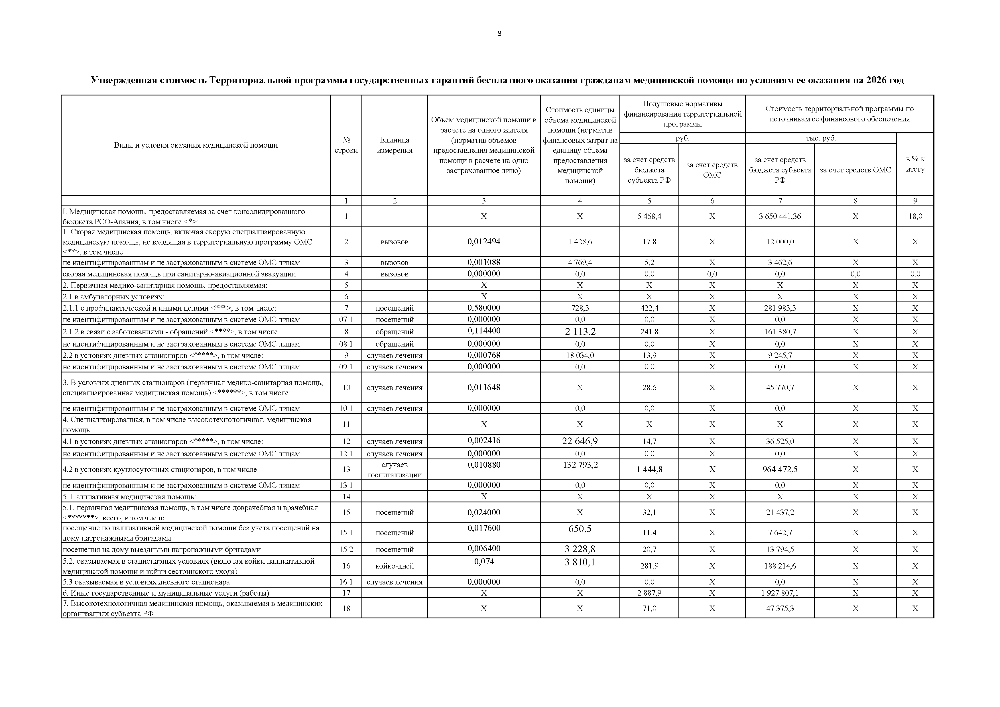 8
Утвержденная стоимость Территориальной программы государственных гарантий бесплатного оказания гражданам медицинской помощи по условиям ее оказания на 2026 год
Виды и условия оказания медицинской помощи
№
строки
Единица
измерения
Объем медицинской помощи в
расчете на одного жителя
(норматив объемов
предоставления медицинской
помощи в расчете на одно
застрахованное лицо)
Стоимость единицы
объема медицинской
помощи (норматив
финансовых затрат на
единицу объема
предоставления
медицинской
помощи)
Подушевые нормативы
финансирования территориальной
программы
Стоимость территориальной программы по
источникам ее финансового обеспечения
руб.
тыс. руб.
за счет средств
бюджета
субъекта РФ
за счет средств
ОМС
за счет средств
бюджета субъекта
РФ
за счет средств ОМС
в % к
итогу
1 2 3 4 5 6 7 8 9
I. Медицинская помощь, предоставляемая за счет консолидированного
бюджета РСО-Алания, в том числе <*>:
1 X X 5 468,4 X 3 650 441,36 X 18,0
1. Скорая медицинская помощь, включая скорую специализированную
медицинскую помощь, не входящая в территориальную программу ОМС
<**>, в том числе:
2 вызовов 0,012494 1 428,6 17,8 X 12 000,0 X X
не идентифицированным и не застрахованным в системе ОМС лицам 3 вызовов 0,001088 4 769,4 5,2 X 3 462,6 X X
скорая медицинская помощь при санитарно-авиационной эвакуации 4 вызовов 0,000000 0,0 0,0 0,0 0,0 0,0 0,0
2. Первичная медико-санитарная помощь, предоставляемая: 5 X X X X X X X
2.1 в амбулаторных условиях: 6 X X X X X X X
2.1.1 с профилактической и иными целями <***>, в том числе: 7 посещений 0,580000 728,3 422,4 X 281 983,3 X X
не идентифицированным и не застрахованным в системе ОМС лицам 07.1 посещений 0,000000 0,0 0,0 X 0,0 X X
2.1.2 в связи с заболеваниями - обращений <****>, в том числе: 8 обращений 0,114400 2 113,2 241,8 X 161 380,7 X X
не идентифицированным и не застрахованным в системе ОМС лицам 08.1 обращений 0,000000 0,0 0,0 X 0,0 X X
2.2 в условиях дневных стационаров <*****>, в том числе: 9 случаев лечения 0,000768 18 034,0 13,9 X 9 245,7 X X
не идентифицированным и не застрахованным в системе ОМС лицам 09.1 случаев лечения 0,000000 0,0 0,0 X 0,0 X X
3. В условиях дневных стационаров (первичная медико-санитарная помощь,
специализированная медицинская помощь) <******>, в том числе:
10 случаев лечения 0,011648 X 28,6 X 45 770,7 X X
не идентифицированным и не застрахованным в системе ОМС лицам 10.1 случаев лечения 0,000000 0,0 0,0 X 0,0 X X
4. Специализированная, в том числе высокотехнологичная, медицинская
помощь
11 X X X X X X X
4.1 в условиях дневных стационаров <*****>, в том числе: 12 случаев лечения 0,002416 22 646,9 14,7 X 36 525,0 X X
не идентифицированным и не застрахованным в системе ОМС лицам 12.1 случаев лечения 0,000000 0,0 0,0 X 0,0 X X
4.2 в условиях круглосуточных стационаров, в том числе: 13 случаев
госпитализации 0,010880 132 793,2 1 444,8 X 964 472,5 X X
не идентифицированным и не застрахованным в системе ОМС лицам 13.1 0,000000 0,0 0,0 X 0,0 X X
5. Паллиативная медицинская помощь: 14 X X X X X X X
5.1. первичная медицинская помощь, в том числе доврачебная и врачебная
<*******>, всего, в том числе:
15 посещений 0,024000 X 32,1 X 21 437,2 X X
посещение по паллиативной медицинской помощи без учета посещений на
дому патронажными бригадами
15.1 посещений 0,017600 650,5 11,4 X 7 642,7 X X
посещения на дому выездными патронажными бригадами 15.2 посещений 0,006400 3 228,8 20,7 X 13 794,5 X X
5.2. оказываемая в стационарных условиях (включая койки паллиативной
медицинской помощи и койки сестринского ухода)
16 койко-дней 0,074 3 810,1 281,9 X 188 214,6 X X
5.3 оказываемая в условиях дневного стационара 16.1 случаев лечения 0,000000 0,0 0,0 X 0,0 X X
6. Иные государственные и муниципальные услуги (работы) 17 X X 2 887,9 X 1 927 807,1 X X
7. Высокотехнологичная медицинская помощь, оказываемая в медицинских
организациях субъекта РФ
18 X X 71,0 X 47 375,3 X X